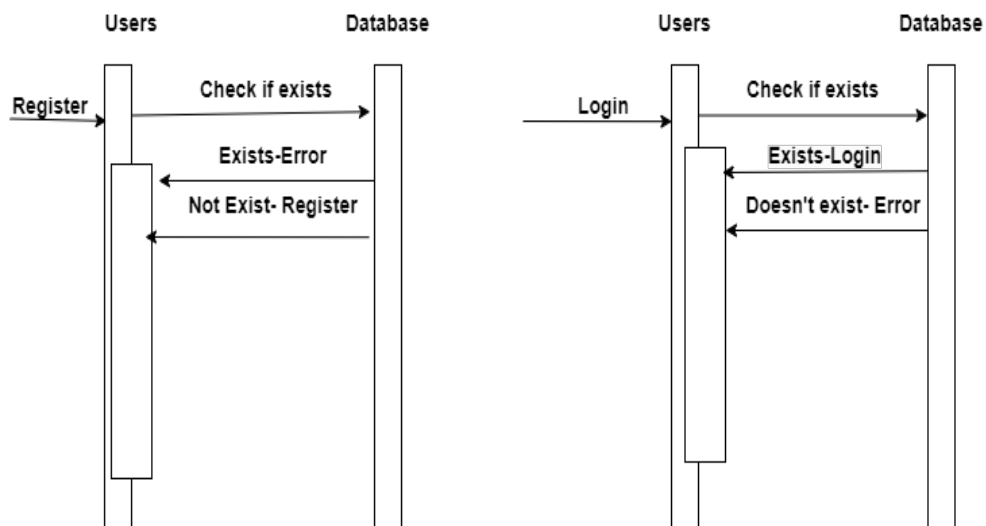 Users
Database
Register
Check if exists
Exists-Error
Not Exist- Register
Users
Database
Login
Check if exists
Exists-Login
Doesn't exist- Error